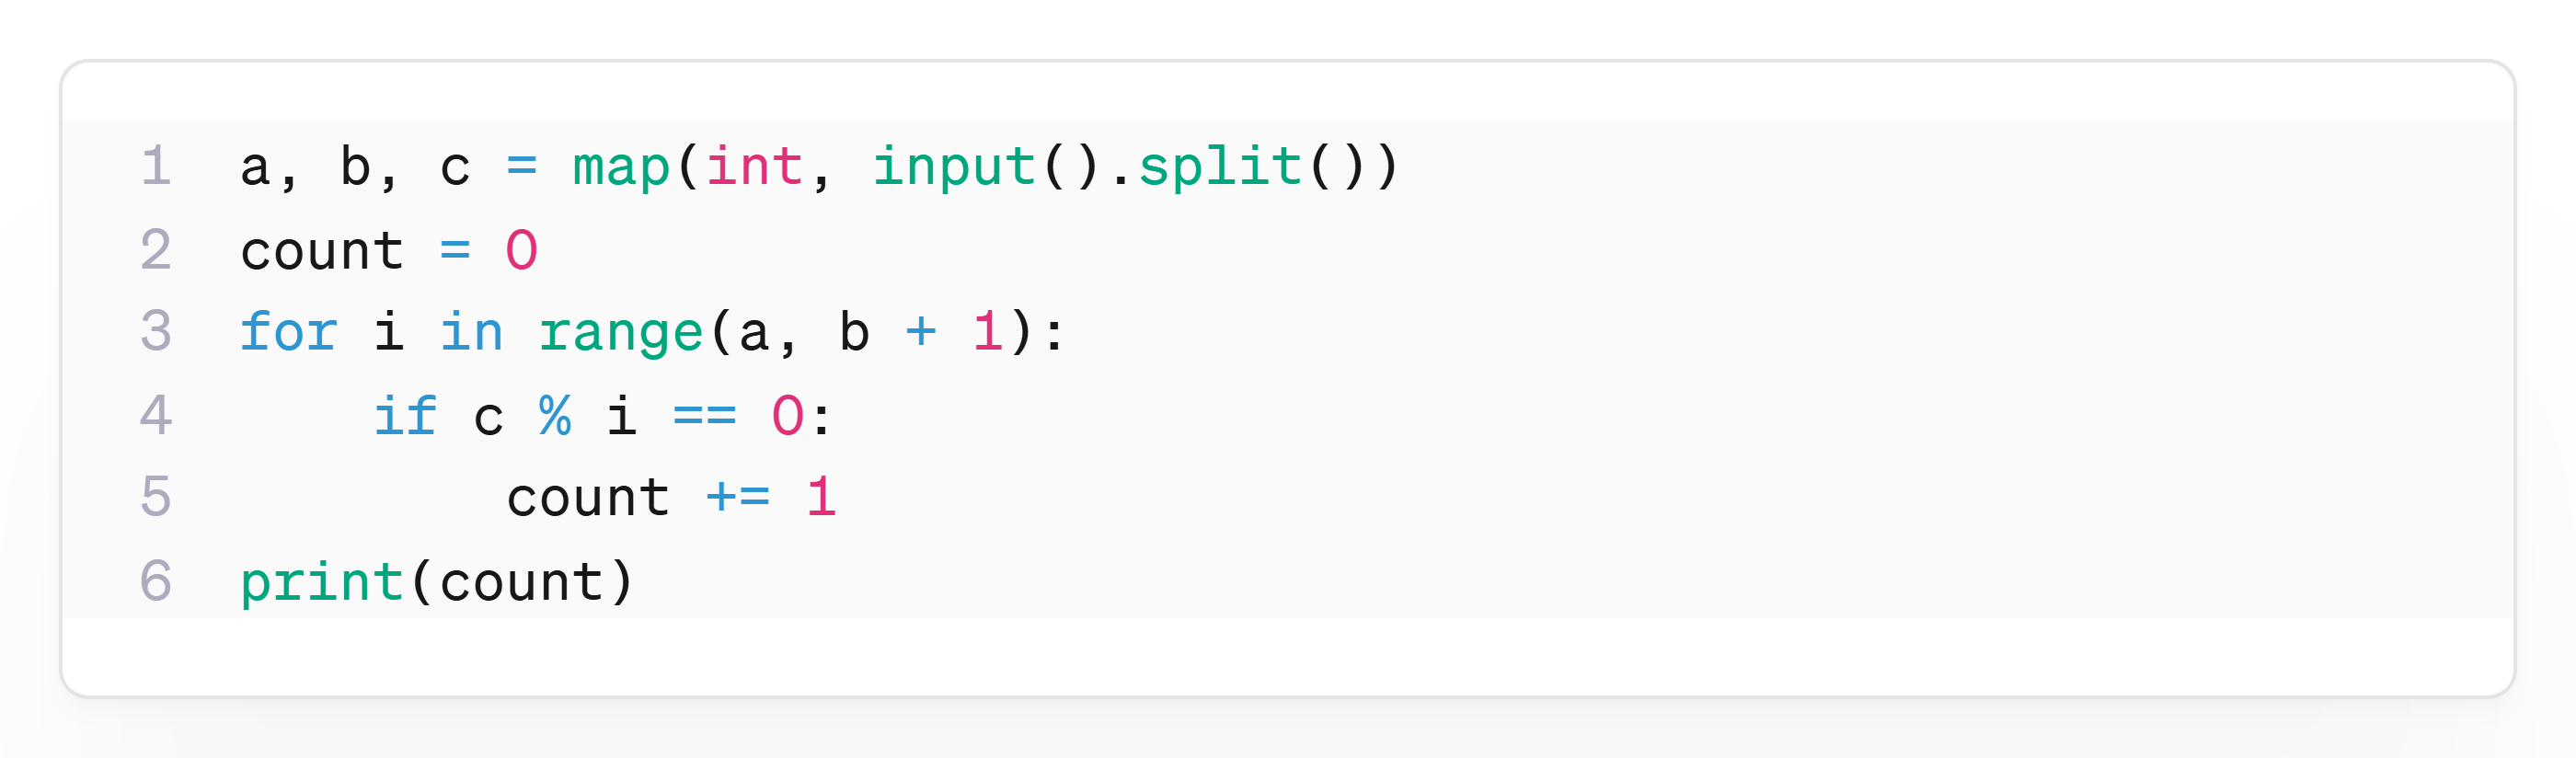 1 a, b, c = map(int, input().split())
2 count = 0
3 for i in range(a, b + 1):
4     if c % i == 0:
5         count += 1
6 print(count)